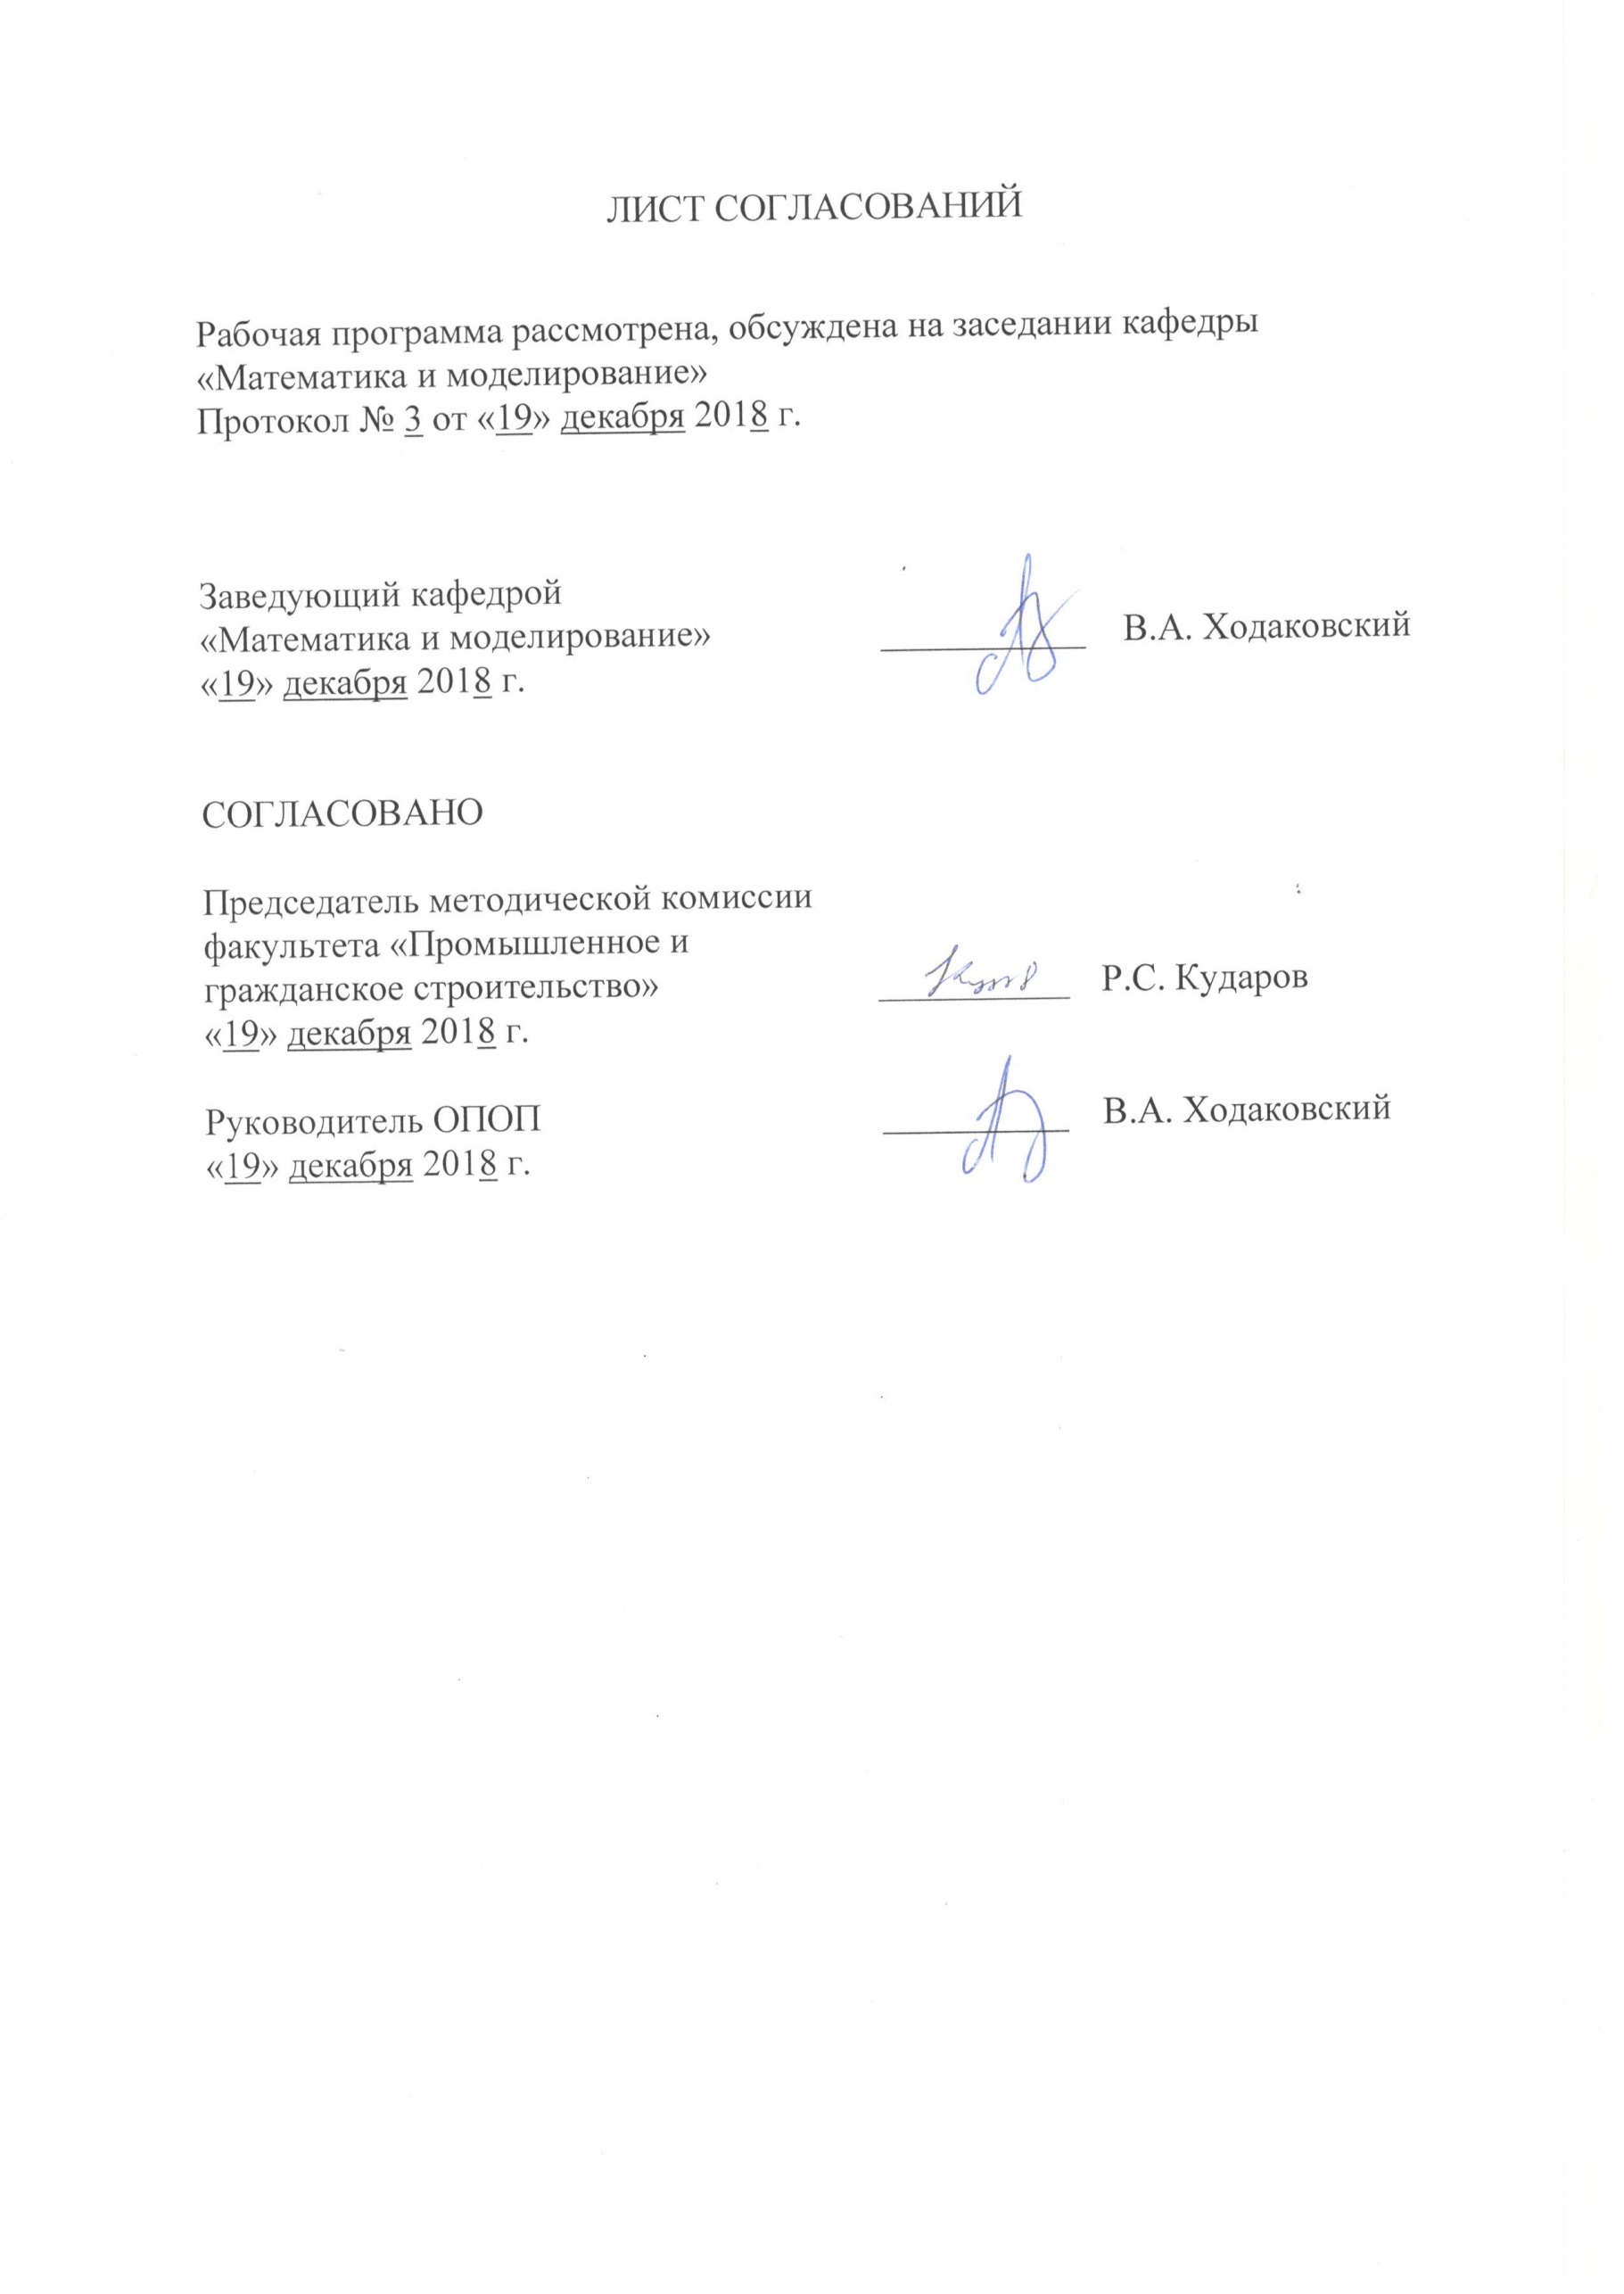 ЛИСТ СОГЛАСОВАНИЙ
Рабочая программа рассмотрена, обсуждена на заседании кафедры
«Математика и моделирование»
Протокол № 3 от «19» декабря 2018 г.
Заведующий кафедрой
«Математика и моделирование»
В.А. Ходаковский
«19» декабря 2018 г.
СОГЛАСОВАНО
Председатель методической комиссии
факультета «Промышленное и
гражданское строительство»
Р.С. Кударов
«19» декабря 2018 г.
Руководитель ОПОП
В.А. Ходаковский
«19» декабря 2018 г.